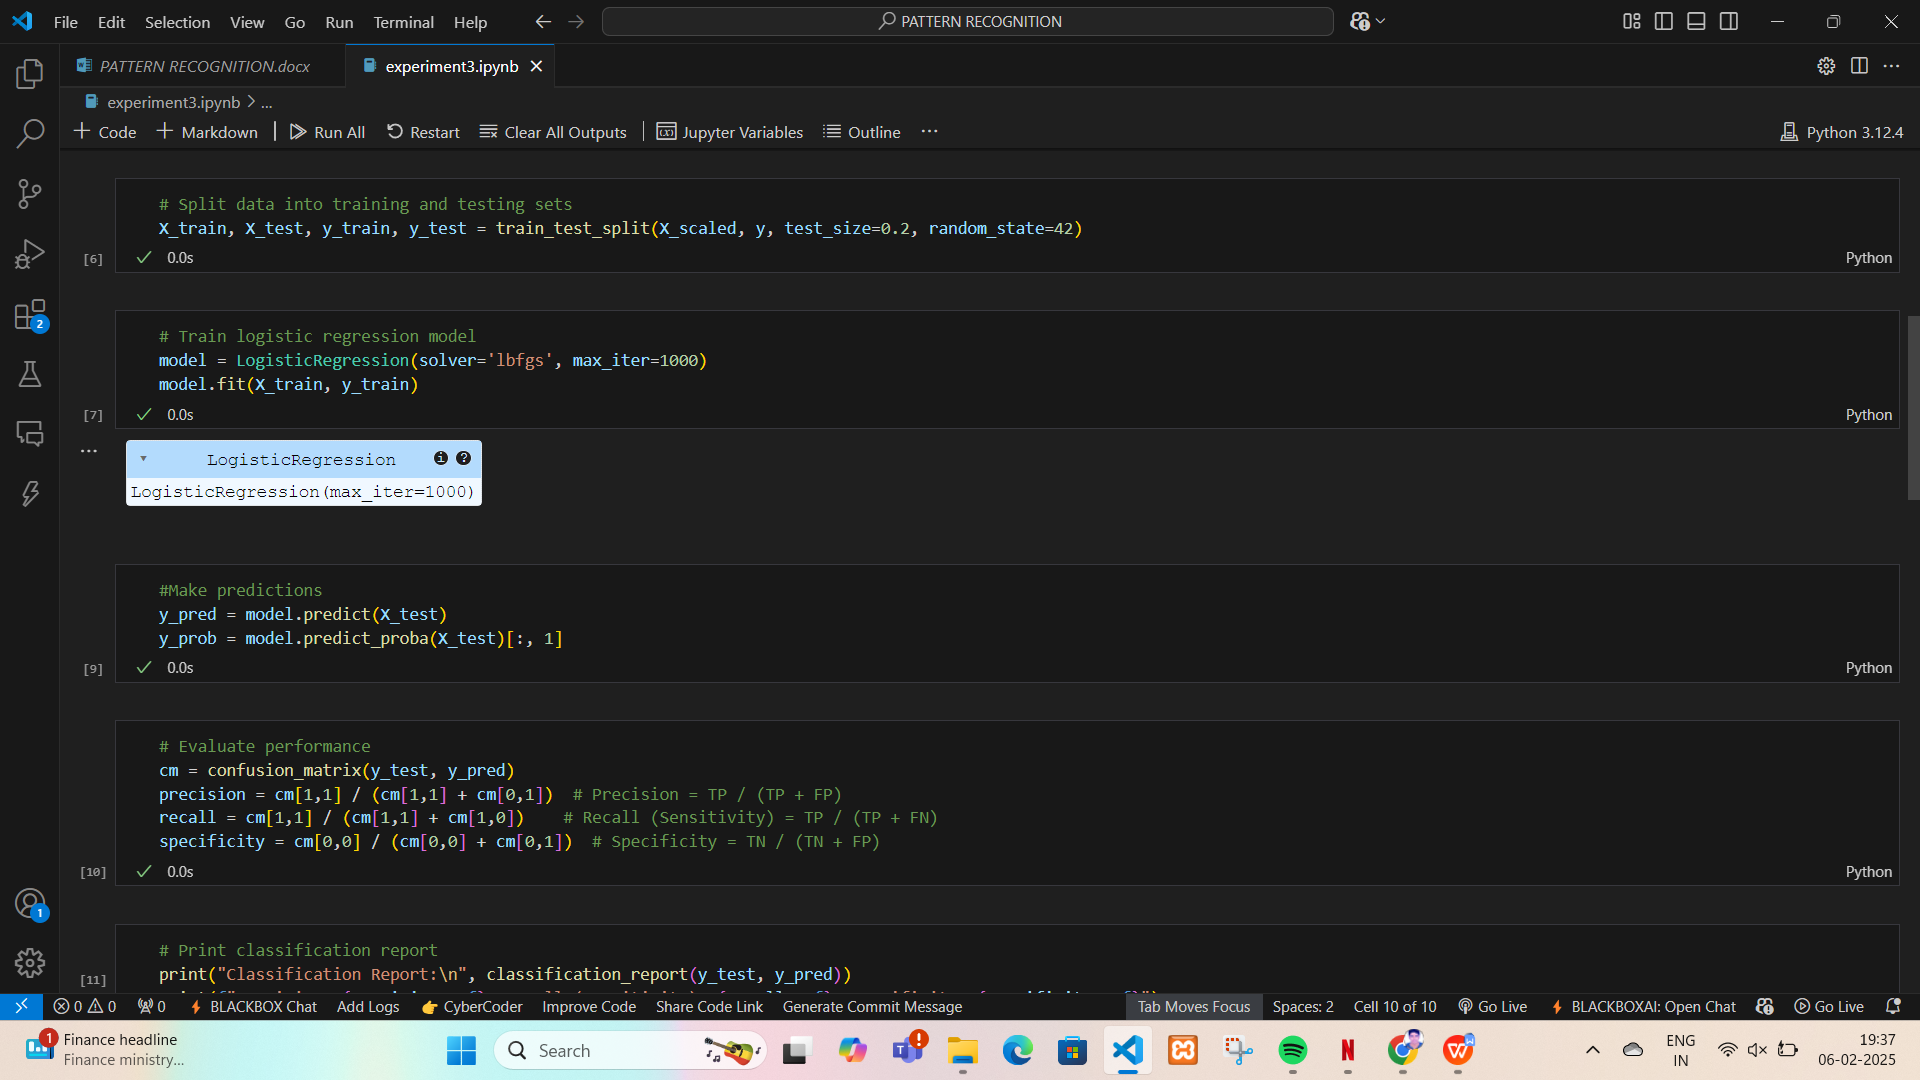 File Edit Selection View Go Run Terminal Help
PATTERN RECOGNITION
PATTERN RECOGNITION.docx
experiment3.ipynb
experiment3.ipynb > ...
Code Markdown Run All Restart Clear All Outputs Jupyter Variables Outline ...
Python 3.12.4
# Split data into training and testing sets
X_train, X_test, y_train, y_test = train_test_split(X_scaled, y, test_size=0.2, random_state=42)
[6] 0.0s Python
# Train logistic regression model
model = LogisticRegression(solver='lbfgs', max_iter=1000)
model.fit(X_train, y_train)
[7] 0.0s Python
LogisticRegression
LogisticRegression(max_iter=1000)
#Make predictions
y_pred = model.predict(X_test)
y_prob = model.predict_proba(X_test)[:, 1]
[9] 0.0s Python
# Evaluate performance
cm = confusion_matrix(y_test, y_pred)
precision = cm[1,1] / (cm[1,1] + cm[0,1])  # Precision = TP / (TP + FP)
recall = cm[1,1] / (cm[1,1] + cm[1,0])    # Recall (Sensitivity) = TP / (TP + FN)
specificity = cm[0,0] / (cm[0,0] + cm[0,1])  # Specificity = TN / (TN + FP)
[10] 0.0s Python
# Print classification report
[11] print("Classification Report:\n", classification_report(y_test, y_pred))
0 0 0 BLACKBOX Chat Add Logs CyberCoder Improve Code Share Code Link Generate Commit Message Tab Moves Focus Spaces: 2 Cell 10 of 10 Go Live BLACKBOXAI: Open Chat Go Live
2
1
1 Finance headline
Finance ministry...
Search
ENG
IN
19:37
06-02-2025